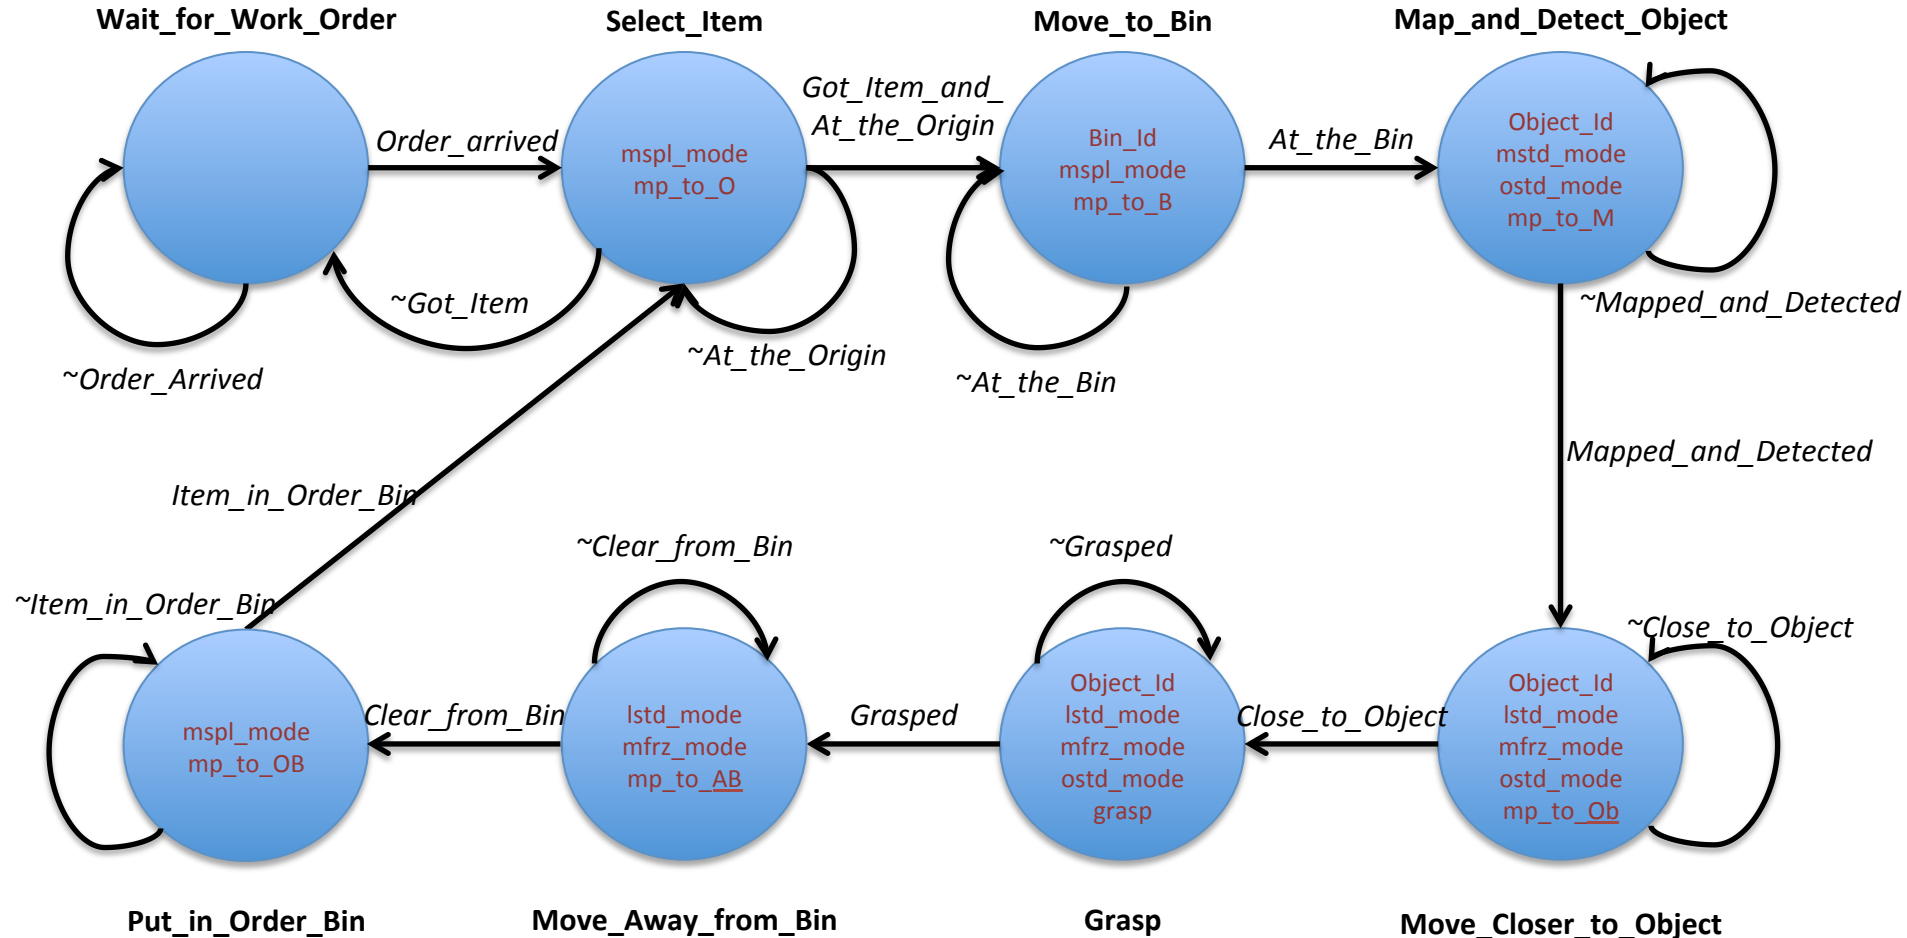 Wait_for_Work_Order
Select_Item
Move_to_Bin
Map_and_Detect_Object
Order_arrived
mspl_mode
mp_to_O
Got_Item_and_
At_the_Origin
Bin_Id
mspl_mode
mp_to_B
At_the_Bin
Object_Id
mstd_mode
ostd_mode
mp_to_M
~Order_Arrived
~Got_Item
~At_the_Origin
~At_the_Bin
~Mapped_and_Detected
Mapped_and_Detected
Item_in_Order_Bin
~Item_in_Order_Bin
~Clear_from_Bin
~Grasped
~Close_to_Object
mspl_mode
mp_to_OB
Clear_from_Bin
lstd_mode
mfrz_mode
mp_to_AB
Grasped
Object_Id
lstd_mode
mfrz_mode
ostd_mode
grasp
Close_to_Object
Object_Id
lstd_mode
mfrz_mode
ostd_mode
mp_to_Ob
Put_in_Order_Bin
Move_Away_from_Bin
Grasp
Move_Closer_to_Object